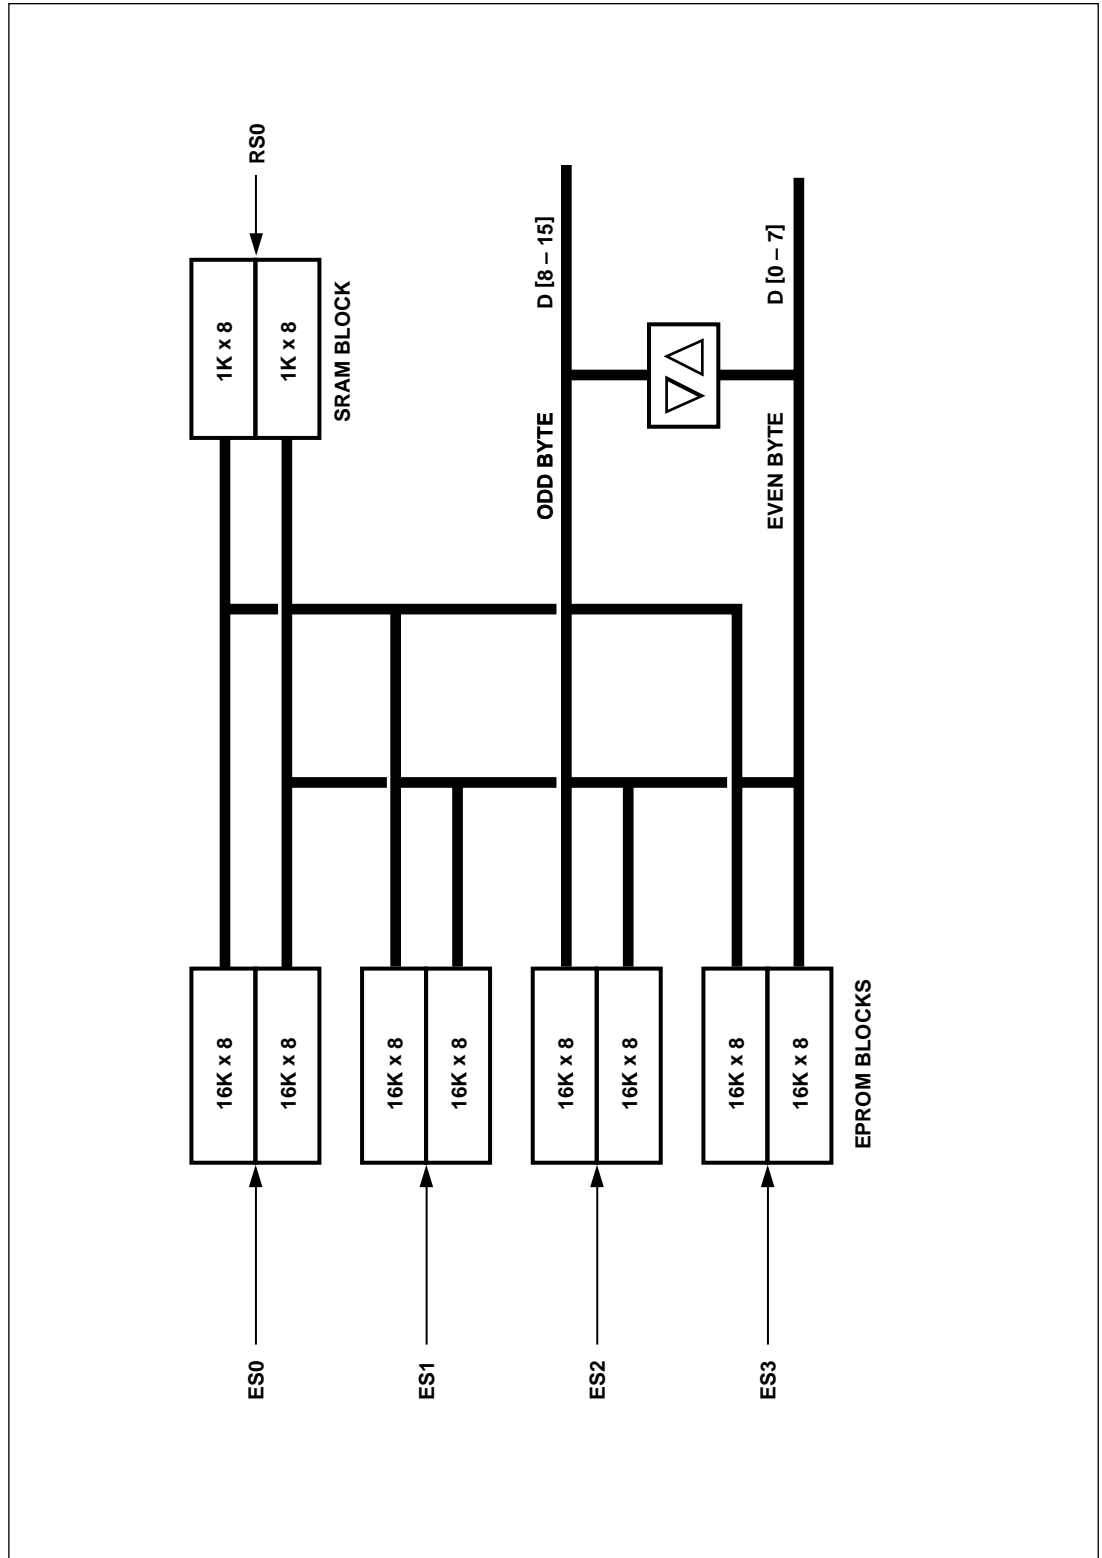 RS0
1K x 8
1K x 8
SRAM BLOCK
D [8 – 15]
D [0 – 7]
ODD BYTE
EVEN BYTE
16K x 8
16K x 8
16K x 8
16K x 8
16K x 8
16K x 8
16K x 8
16K x 8
EPROM BLOCKS
ES0
ES1
ES2
ES3